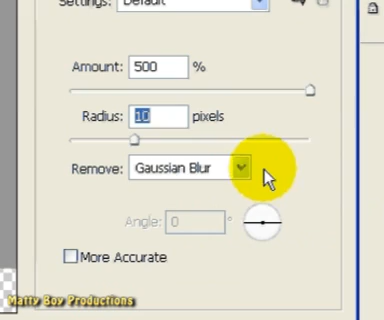 Settings: Default
Amount: 500 %
Radius: 10 pixels
Remove: Gaussian Blur
Angle: 0 °
More Accurate
Matty Boy Productions